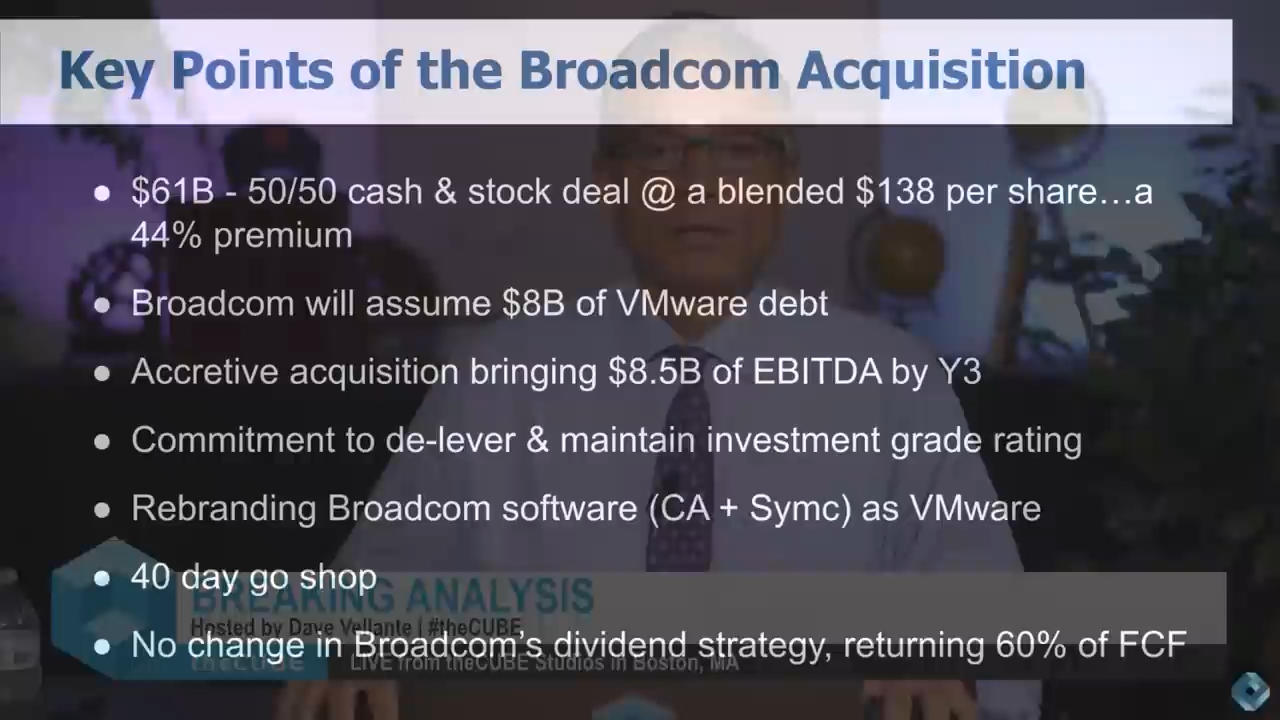 Key Points of the Broadcom Acquisition
● $61B - 50/50 cash & stock deal @ a blended $138 per share…a
44% premium
● Broadcom will assume $8B of VMware debt
● Accretive acquisition bringing $8.5B of EBITDA by Y3
● Commitment to de-lever & maintain investment grade rating
● Rebranding Broadcom software (CA + Symc) as VMware
● 40 day go shop
BREAKING ANALYSIS
Hosted by Dave Vellante | #theCUBE
● No change in Broadcom’s dividend strategy, returning 60% of FCF
theCUBE LIVE from theCUBE Studios in Boston, MA